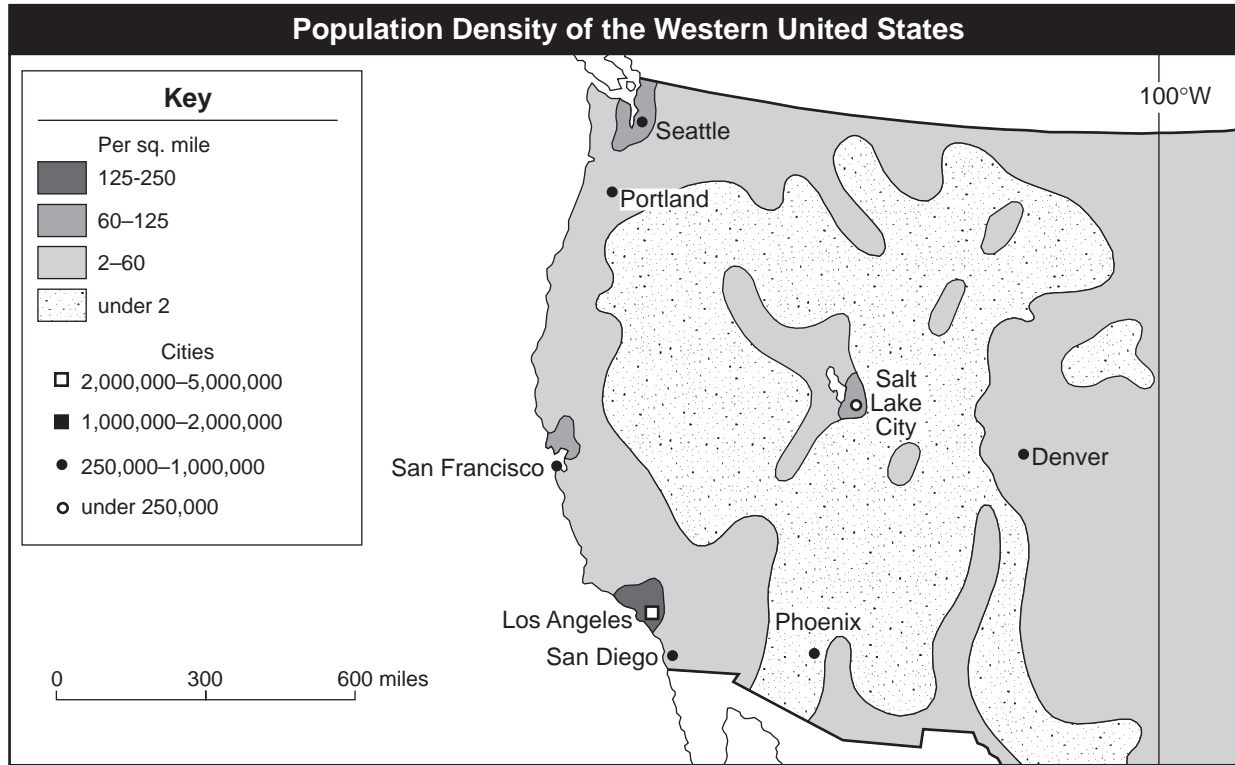 Population Density of the Western United States
Key
Per sq. mile
125-250
60–125
2–60
under 2
Cities
2,000,000–5,000,000
1,000,000–2,000,000
250,000–1,000,000
under 250,000
100°W
Seattle
Portland
Salt
Lake
City
Denver
San Francisco
Los Angeles
Phoenix
San Diego
0 300 600 miles